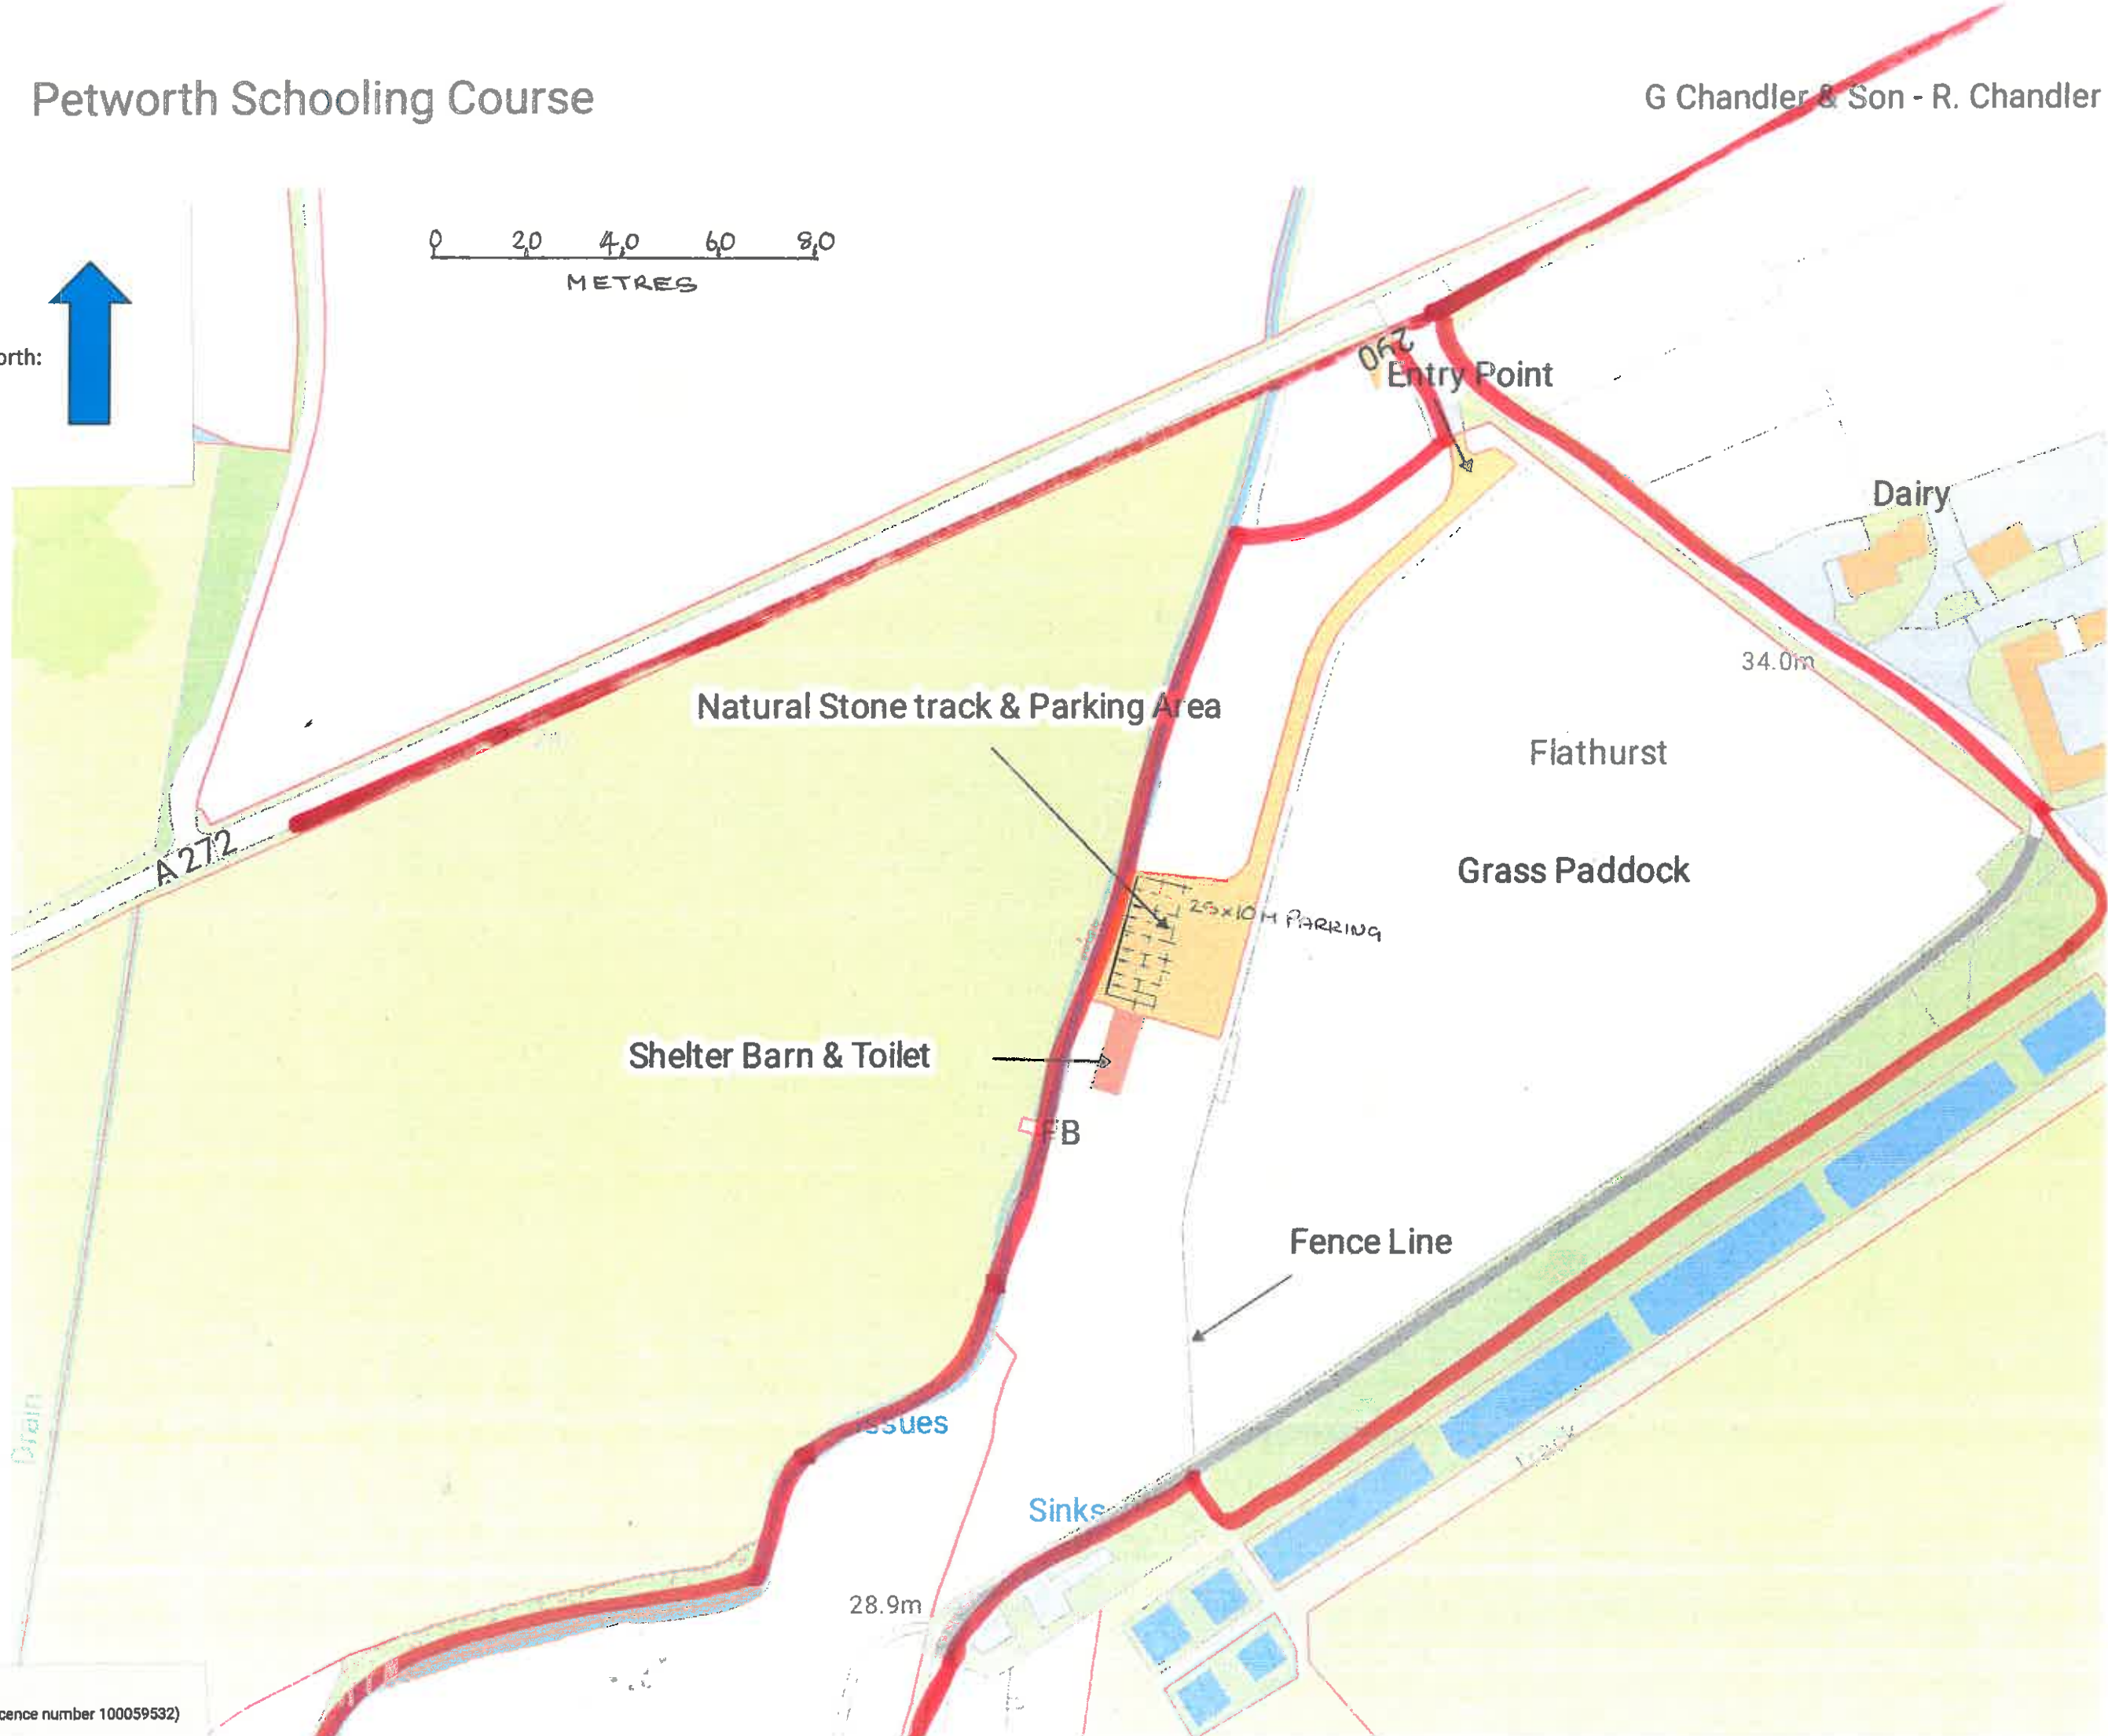 Petworth Schooling Course
G Chandler & Son - R. Chandler
0 20 40 60 80
METRES
orth:
290
Entry Point
Dairy
34.0m
Natural Stone track & Parking Area
Flathurst
A 272
Grass Paddock
25x10M PARKING
Shelter Barn & Toilet
FB
Fence Line
Drain
ssues
Track
Sinks
28.9m
cence number 100059532)